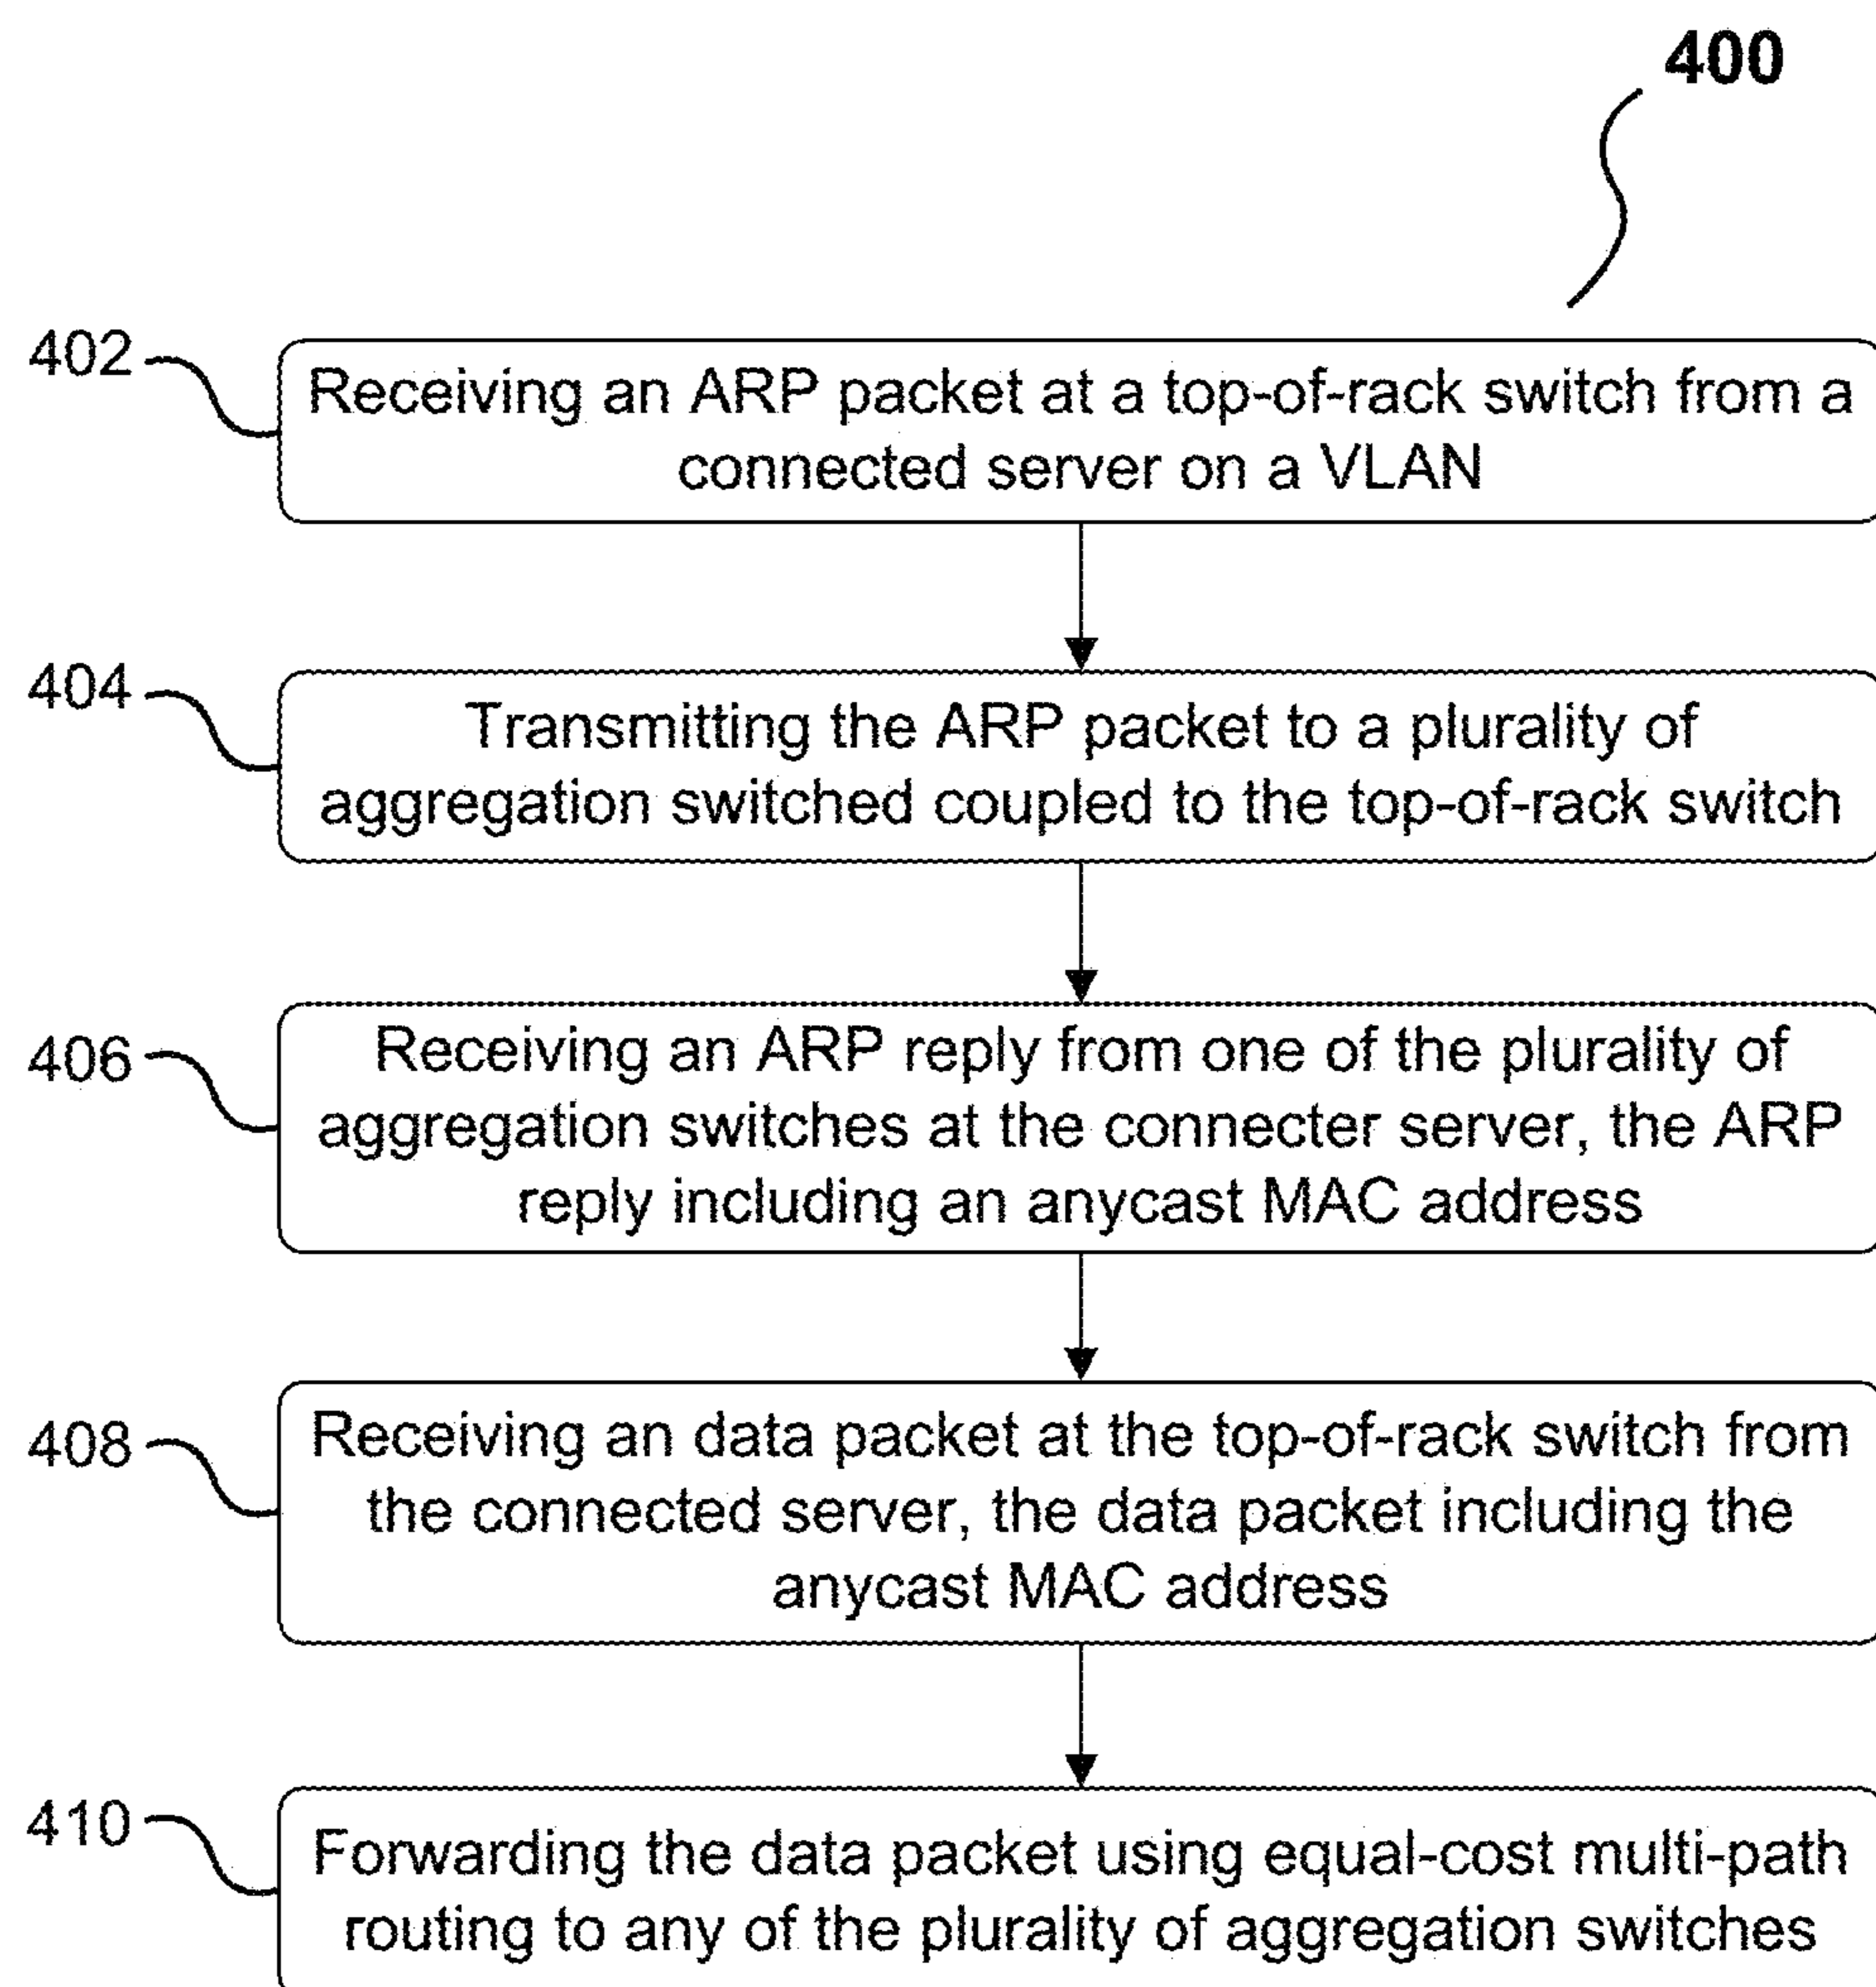 400
402
Receiving an ARP packet at a top-of-rack switch from a
connected server on a VLAN
404
Transmitting the ARP packet to a plurality of
aggregation switched coupled to the top-of-rack switch
406
Receiving an ARP reply from one of the plurality of
aggregation switches at the connecter server, the ARP
reply including an anycast MAC address
408
Receiving an data packet at the top-of-rack switch from
the connected server, the data packet including the
anycast MAC address
410
Forwarding the data packet using equal-cost multi-path
routing to any of the plurality of aggregation switches